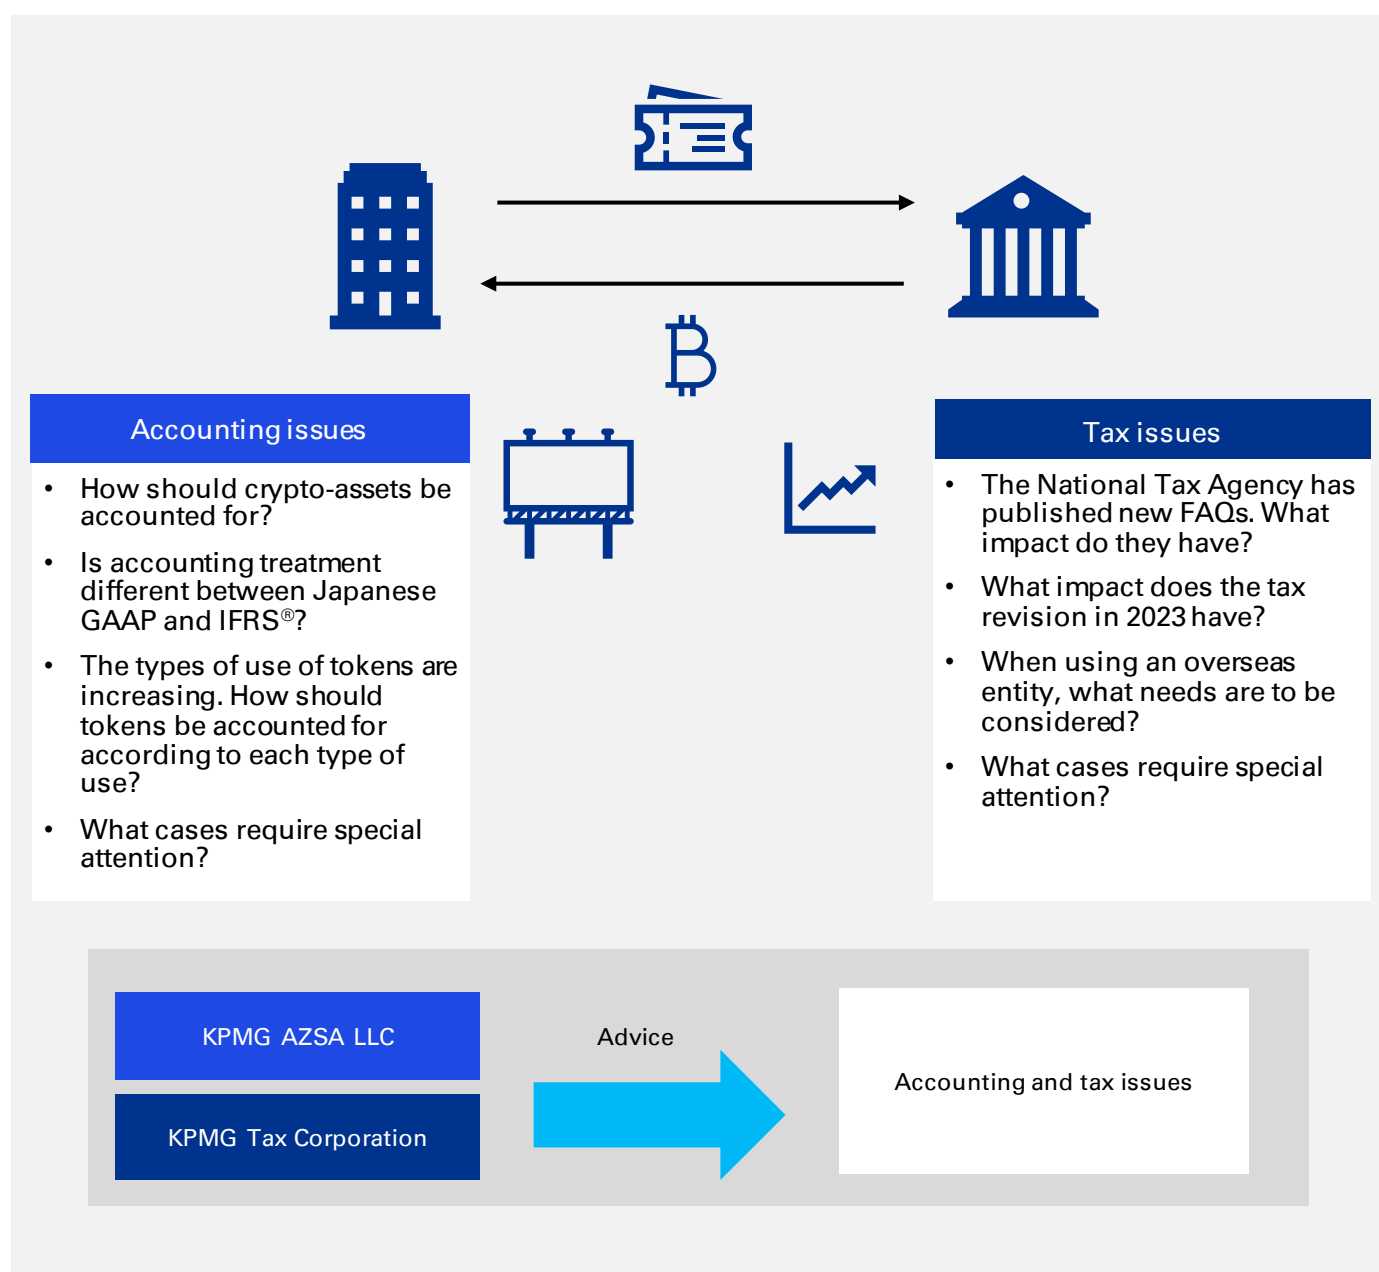 Accounting issues
• How should crypto-assets be
accounted for?
• Is accounting treatment
different between Japanese
GAAP and IFRS®?
• The types of use of tokens are
increasing. How should
tokens be accounted for
according to each type of
use?
• What cases require special
attention?
Tax issues
• The National Tax Agency has
published new FAQs. What
impact do they have?
• What impact does the tax
revision in 2023 have?
• When using an overseas
entity, what needs are to be
considered?
• What cases require special
attention?
KPMG AZSA LLC
KPMG Tax Corporation
Advice
Accounting and tax issues